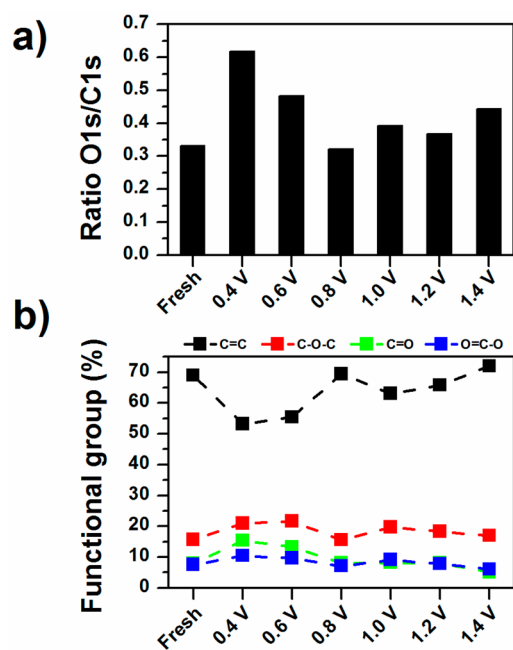 a)
Ratio O1s/C1s
0.7
0.6
0.5
0.4
0.3
0.2
0.1
0.0
Fresh 0.4 V 0.6 V 0.8 V 1.0 V 1.2 V 1.4 V
b)
C=C C-O-C C=O O=C-O
Functional group (%)
70
60
50
40
30
20
10
0
Fresh 0.4 V 0.6 V 0.8 V 1.0 V 1.2 V 1.4 V